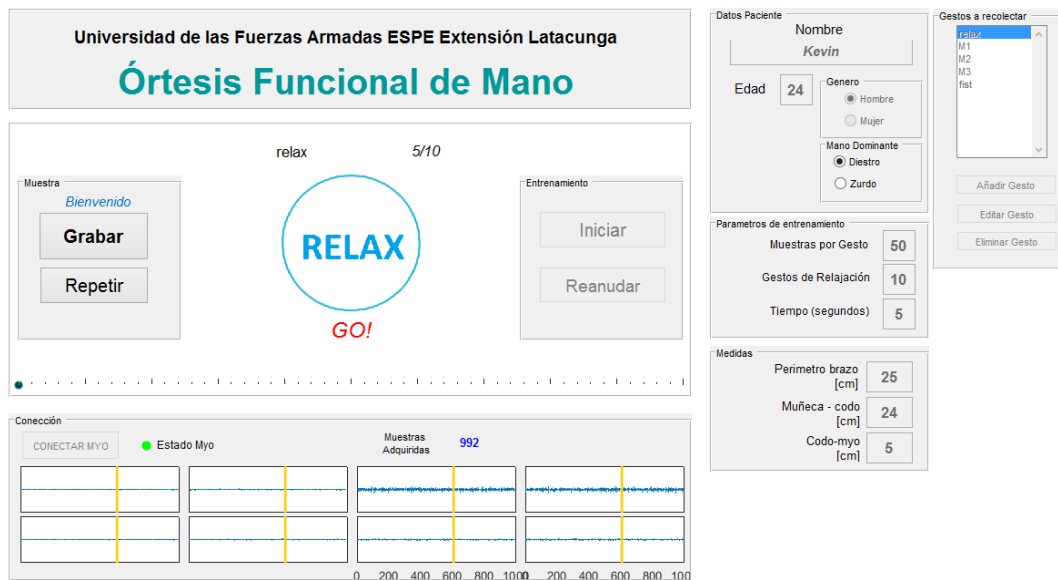 Universidad de las Fuerzas Armadas ESPE Extensión Latacunga
Órtesis Funcional de Mano
relax 5/10
Muestra
Bienvenido
Grabar
Repetir
RELAX
GO!
Entrenamiento
Iniciar
Reanudar
Conección
CONECTAR MYO
Estado Myo
Muestras
Adquiridas
992
0 200 400 600 800 1000
0 200 400 600 800 100
Datos Paciente
Nombre
Kevin
Edad 24
Genero
Hombre
Mujer
Mano Dominante
Diestro
Zurdo
Parametros de entrenamiento
Muestras por Gesto 50
Gestos de Relajación 10
Tiempo (segundos) 5
Medidas
Perimetro brazo
[cm]
25
Muñeca - codo
[cm]
24
Codo-myo
[cm]
5
Gestos a recolectar
relax
M1
M2
M3
fist
Añadir Gesto
Editar Gesto
Eliminar Gesto